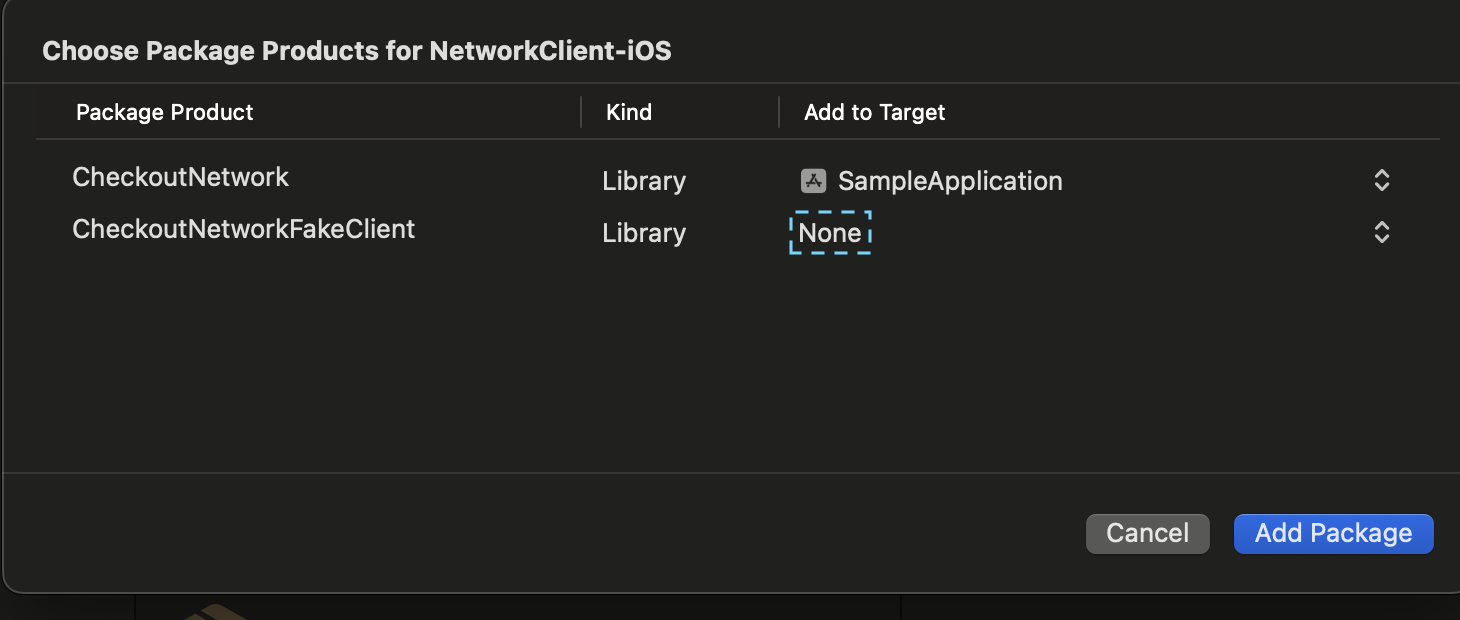 Choose Package Products for NetworkClient-iOS
Package Product Kind Add to Target
CheckoutNetwork Library SampleApplication
CheckoutNetworkFakeClient Library None
Cancel Add Package